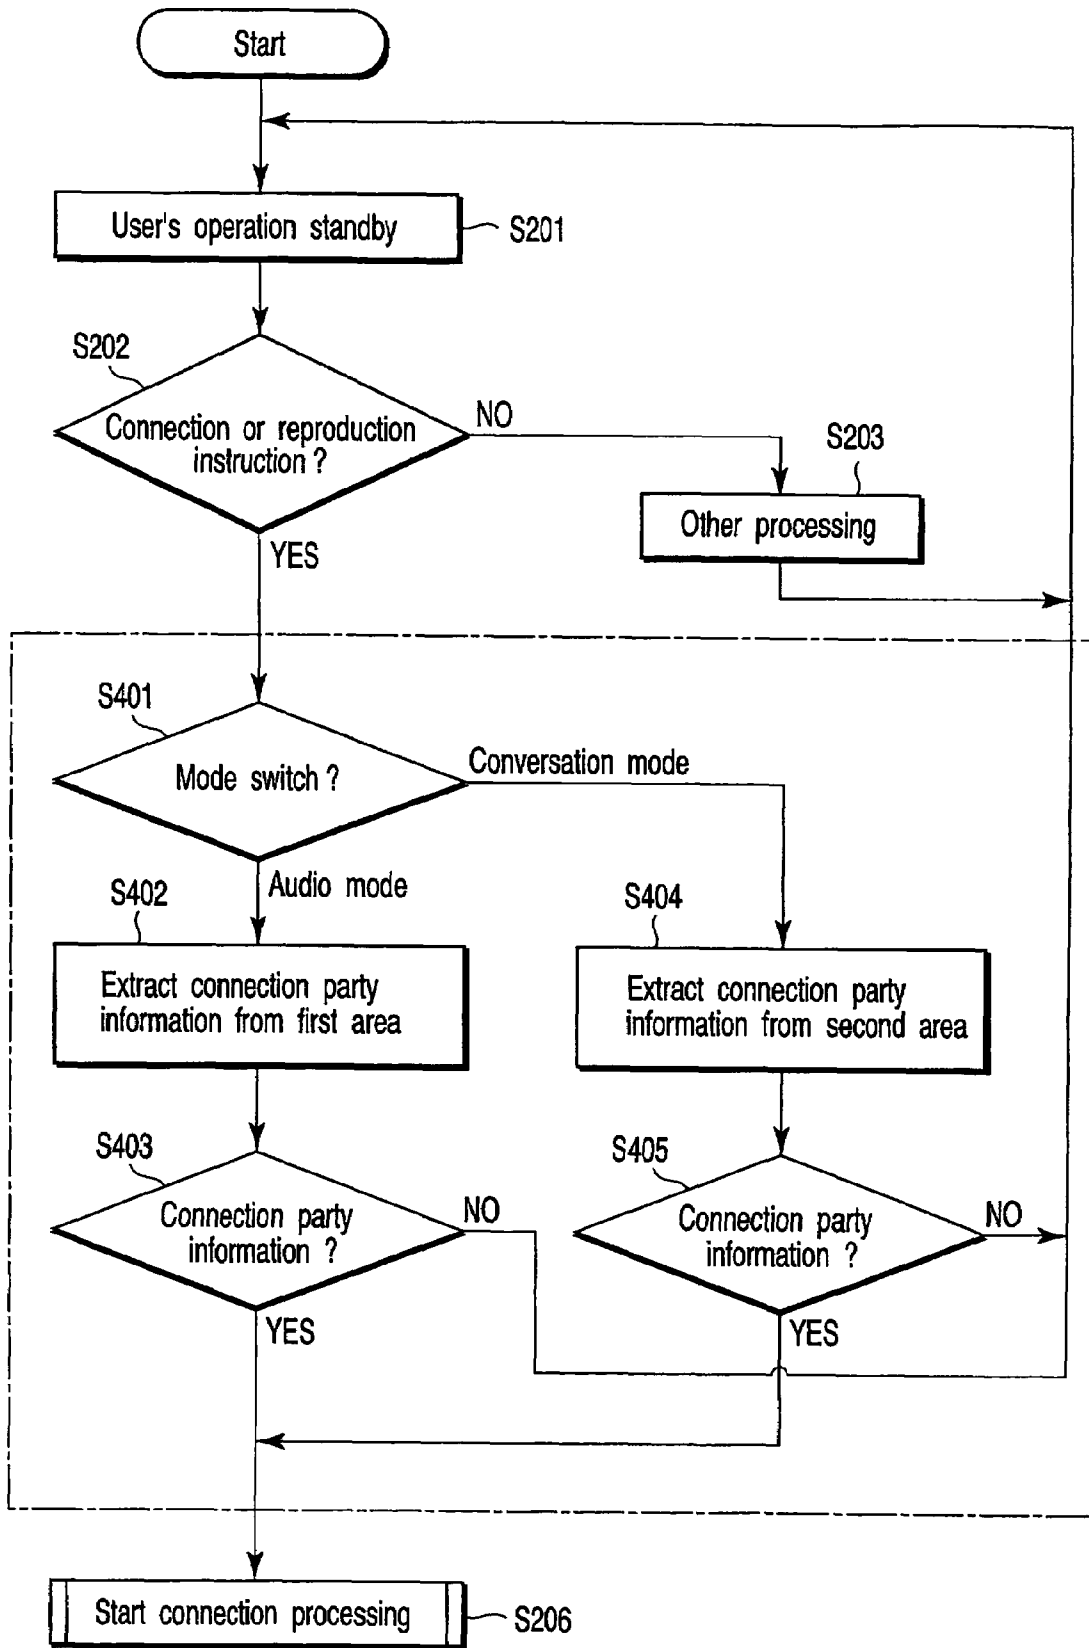 Start
User's operation standby
S201
S202
Connection or reproduction
instruction ?
NO
YES
S203
Other processing
S401
Mode switch ?
Conversation mode
Audio mode
S402
Extract connection party
information from first area
S404
Extract connection party
information from second area
S403
Connection party
information ?
NO
YES
S405
Connection party
information ?
NO
YES
Start connection processing
S206